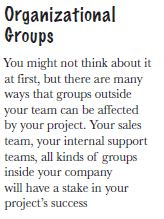 Organizational
Groups
You might not think about it
at first, but there are many
ways that groups outside
your team can be affected
by your project. Your sales
team, your internal support
teams, all kinds of groups
inside your company
will have a stake in your
project's success